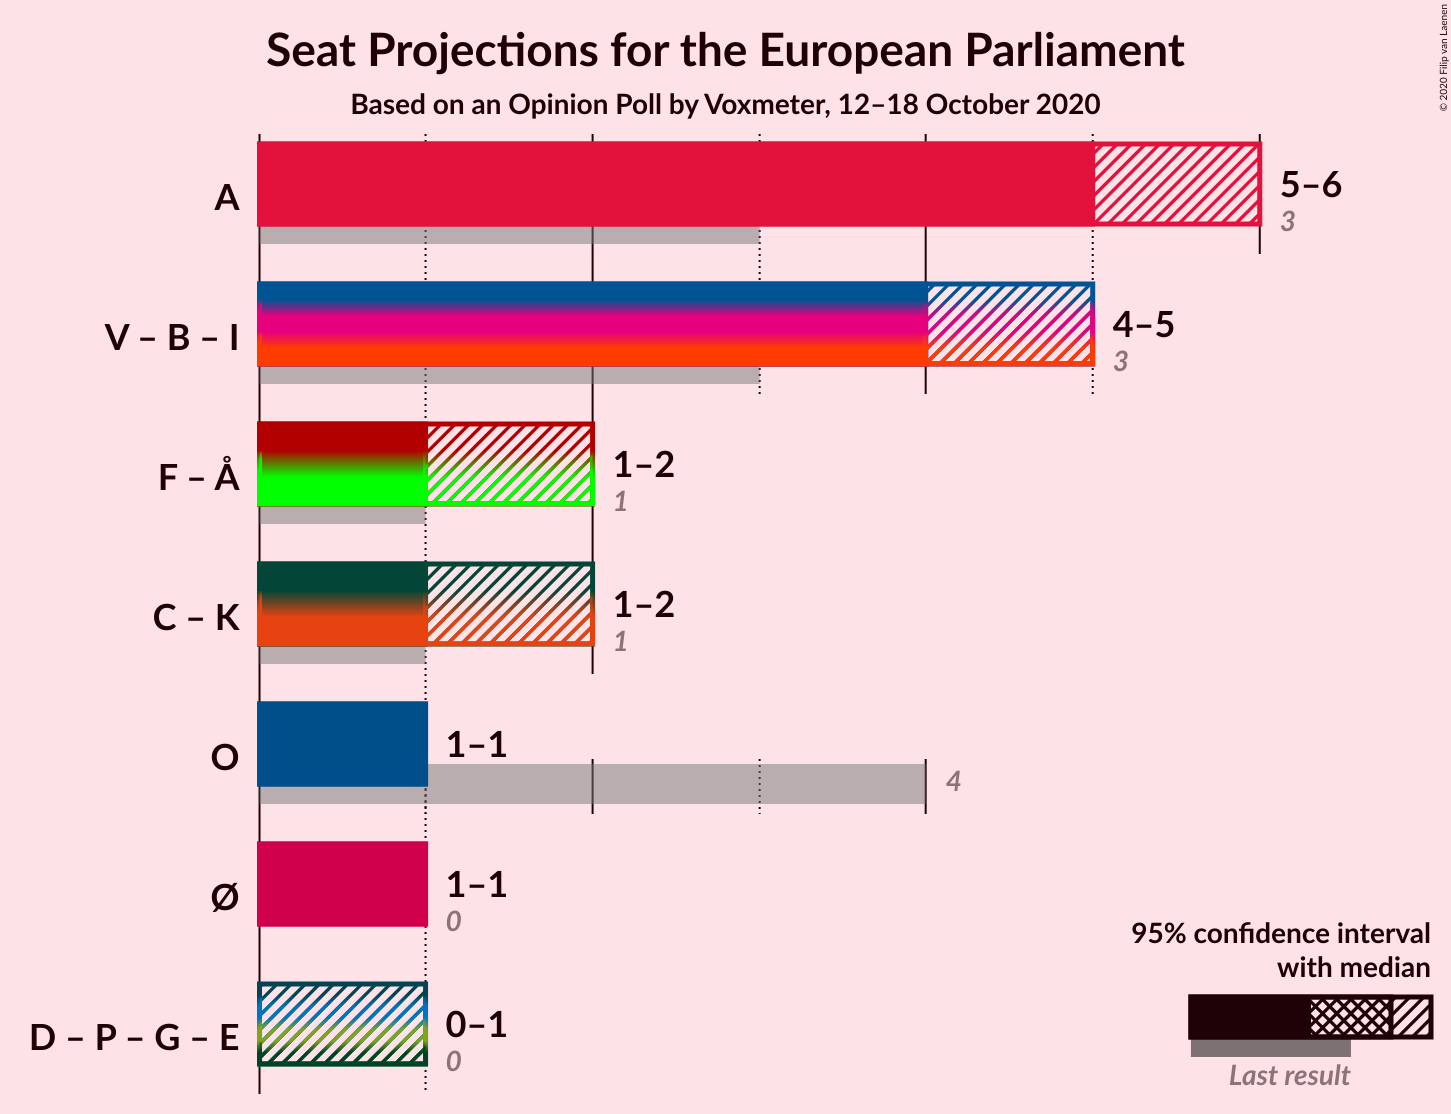 Seat Projections for the European Parliament
Based on an Opinion Poll by Voxmeter, 12–18 October 2020
© 2020 Filip van Laenen
A
5–6
3
V – B – I
4–5
3
F – Å
1–2
1
C – K
1–2
1
O
1–1
4
Ø
1–1
0
D – P – G – E
0–1
0
95% confidence interval
with median
Last result